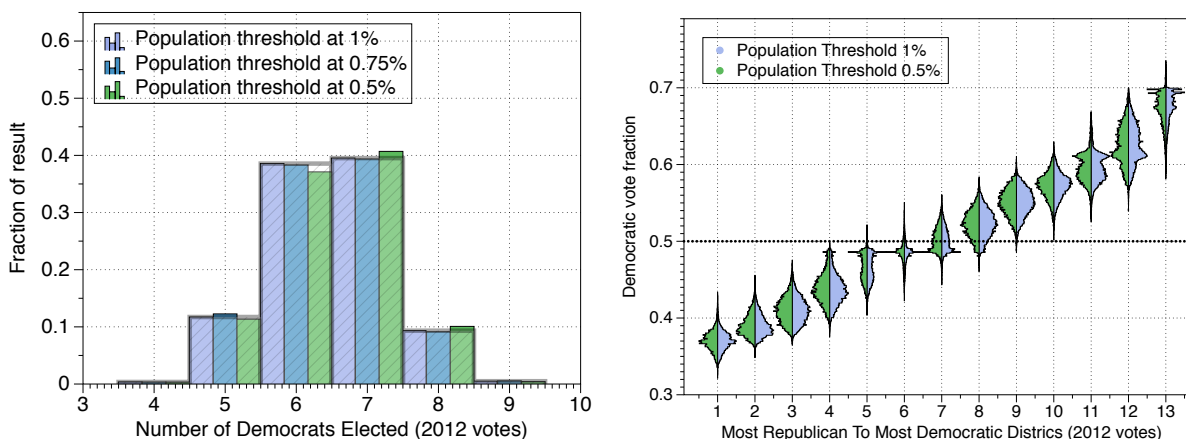 Population threshold at 1%
Population threshold at 0.75%
Population threshold at 0.5%
Fraction of result
0.6
0.5
0.4
0.3
0.2
0.1
0
3 4 5 6 7 8 9 10
Number of Democrats Elected (2012 votes)
Population Threshold 1%
Population Threshold 0.5%
Democratic vote fraction
0.7
0.6
0.5
0.4
0.3
1 2 3 4 5 6 7 8 9 10 11 12 13
Most Republican To Most Democratic Districs (2012 votes)